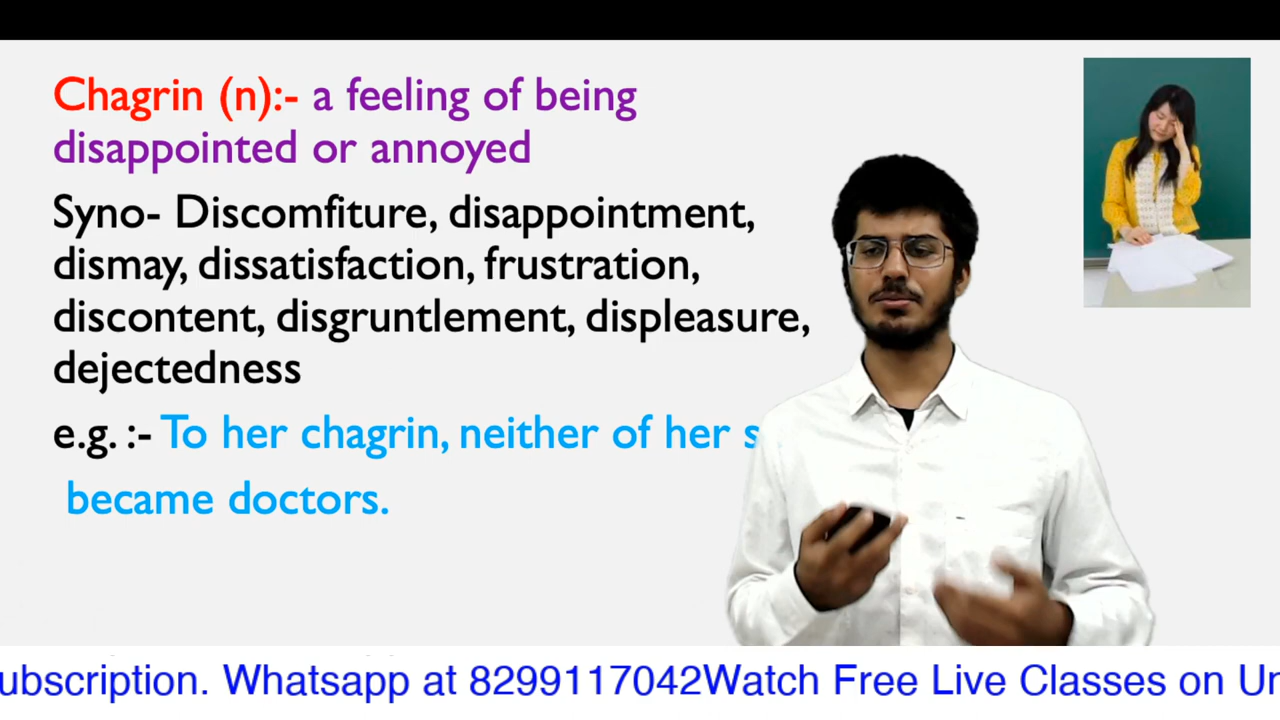 Chagrin (n):- a feeling of being
disappointed or annoyed
Syno- Discomfiture, disappointment,
dismay, dissatisfaction, frustration,
discontent, disgruntlement, displeasure,
dejectedness
e.g. :- To her chagrin, neither of her
became doctors.
ubscription. Whatsapp at 8299117042Watch Free Live Classes on